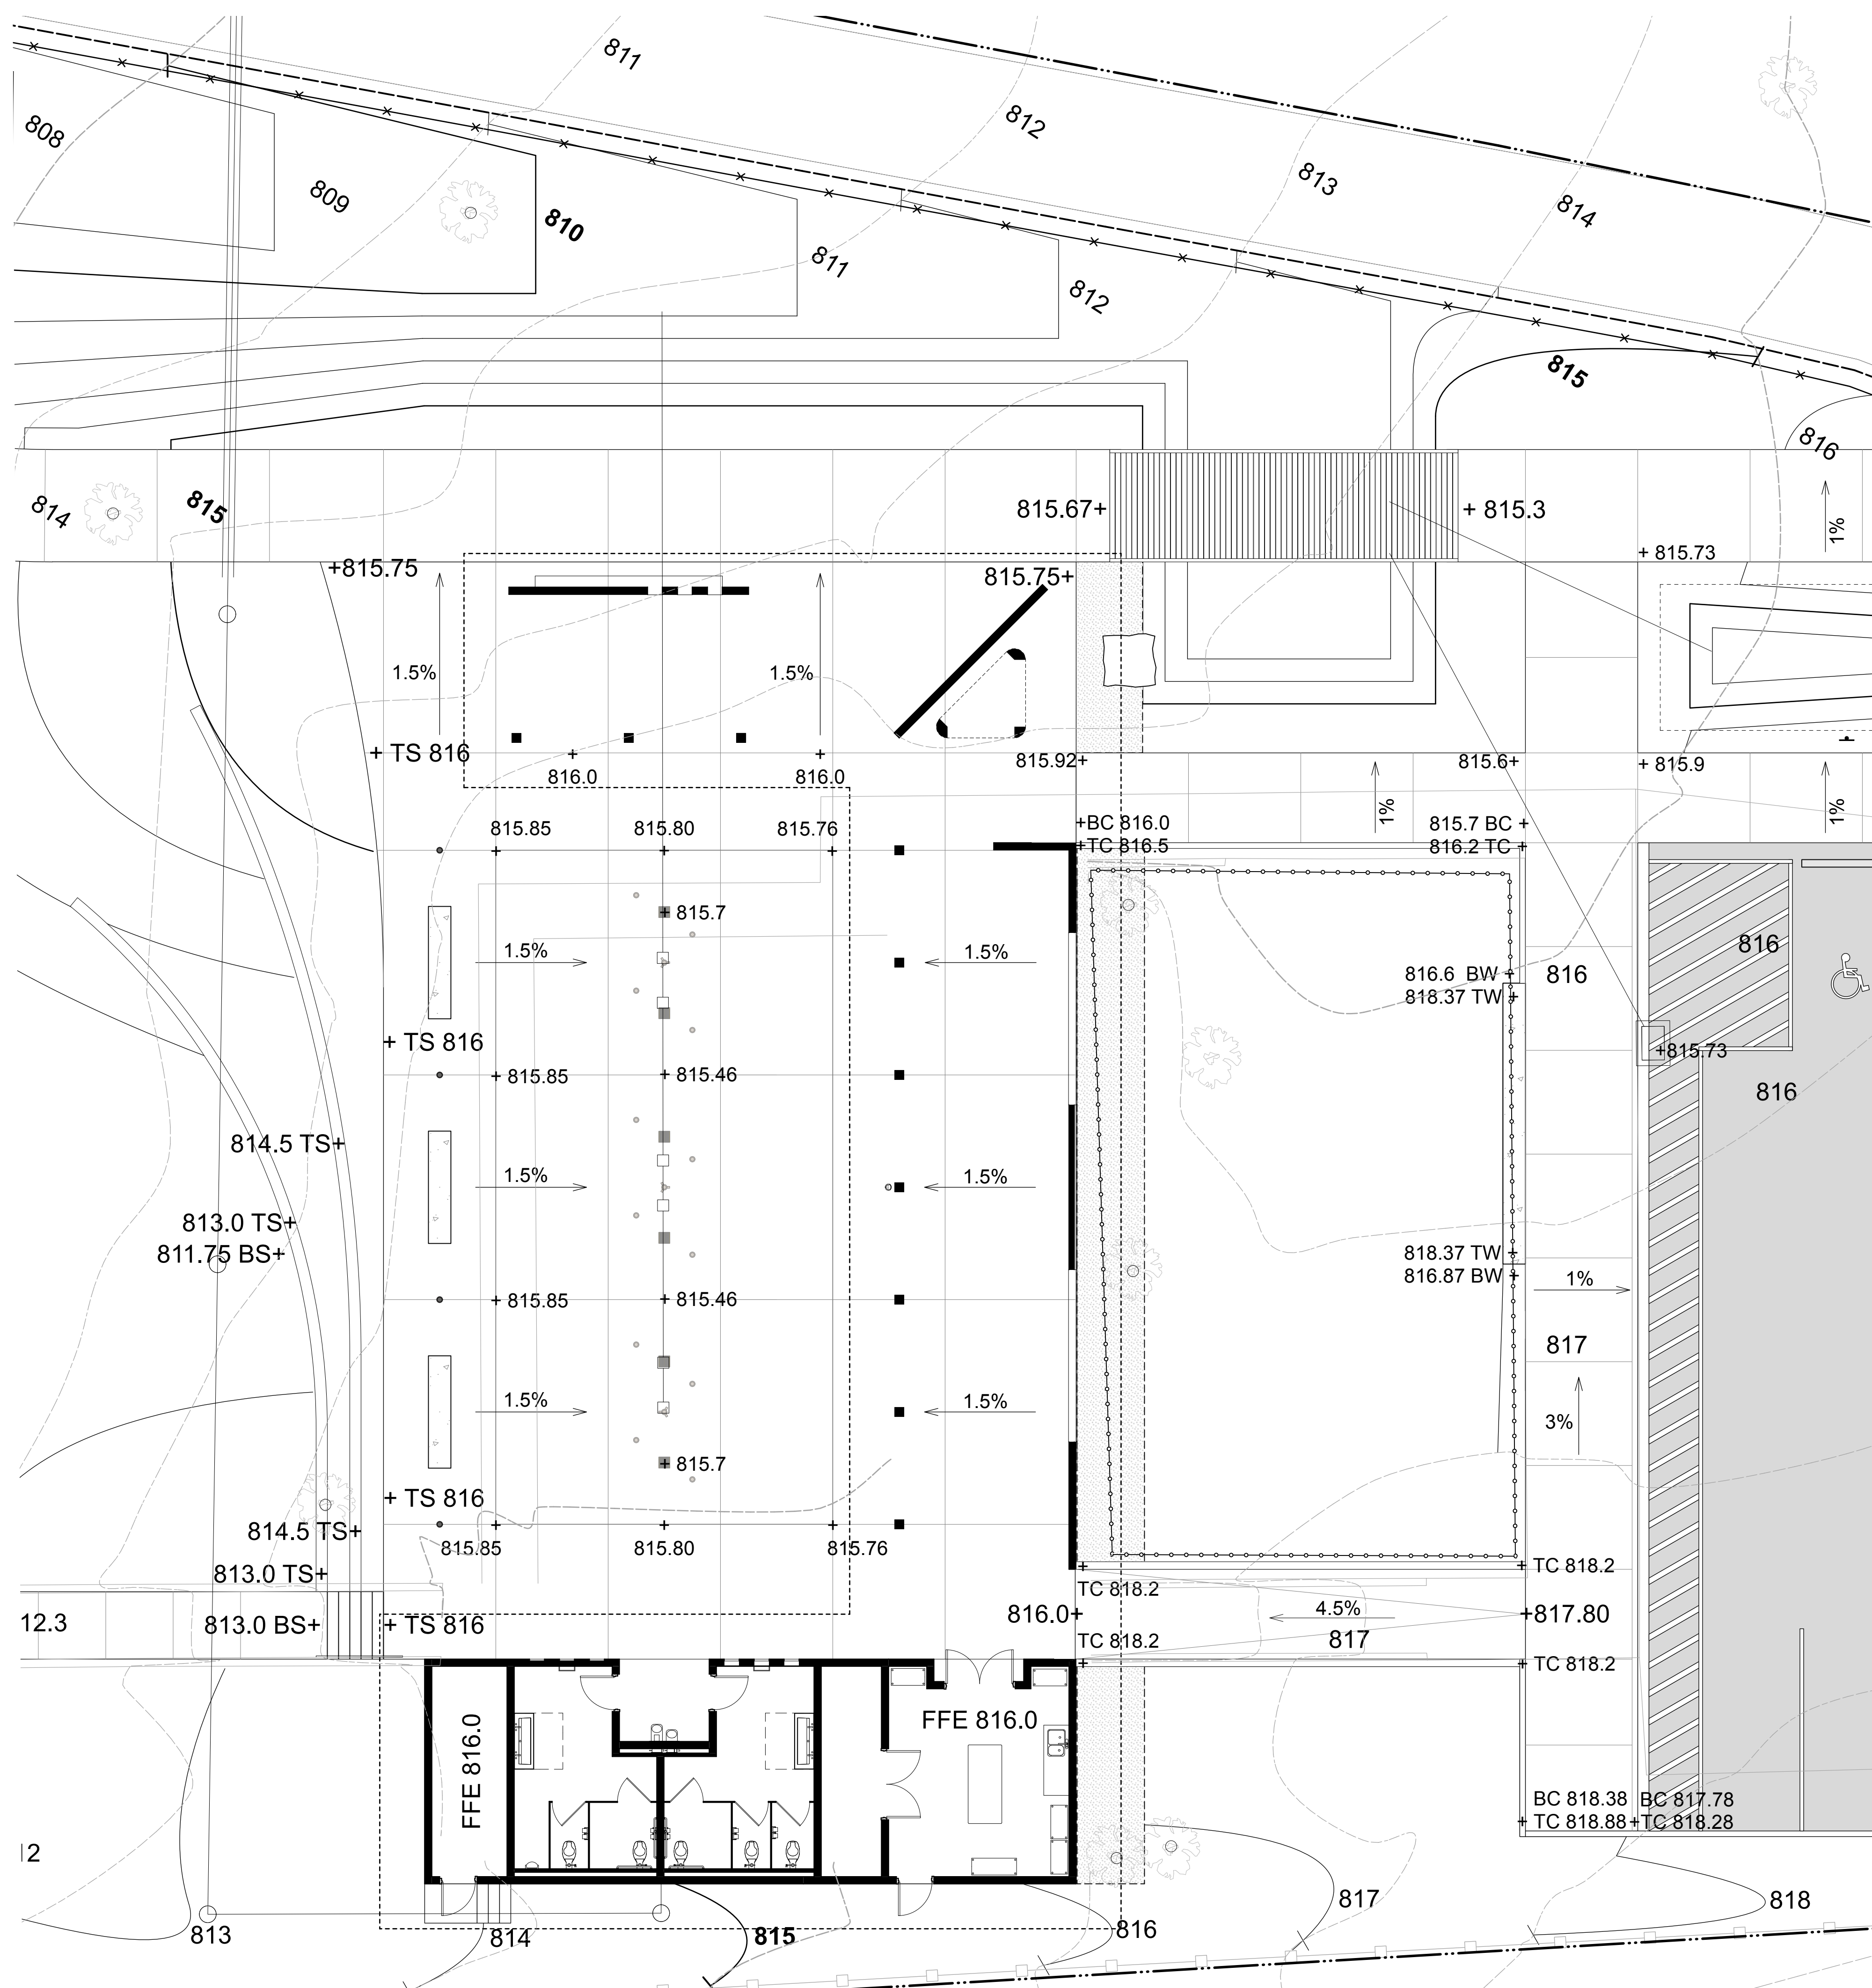 811
812
808
809
810
813
814
811
812
815
816
814
815
815.67+
+ 815.3
1%
+ 815.73
+815.75
815.75+
1.5%
1.5%
+ TS 816
816.0
816.0
815.92+
815.6+
+ 815.9
1%
1%
815.85
815.80
815.76
+BC 816.0
+TC 816.5
815.7 BC +
816.2 TC +
+ 815.7
1.5%
1.5%
816
816.6 BW +
818.37 TW +
816
+ TS 816
+ 815.85
+ 815.46
+815.73
816
814.5 TS+
1.5%
1.5%
813.0 TS+
811.75 BS+
818.37 TW +
816.87 BW +
1%
+ 815.85
+ 815.46
817
1.5%
1.5%
3%
+ 815.7
+ TS 816
814.5 TS+
815.85
815.80
815.76
813.0 TS+
+ TC 818.2
TC 818.2
12.3
813.0 BS+
+ TS 816
816.0+
4.5%
+817.80
TC 818.2
817
+ TC 818.2
FFE 816.0
FFE 816.0
BC 818.38
BC 817.78
+ TC 818.88
+TC 818.28
12
813
814
815
816
817
818